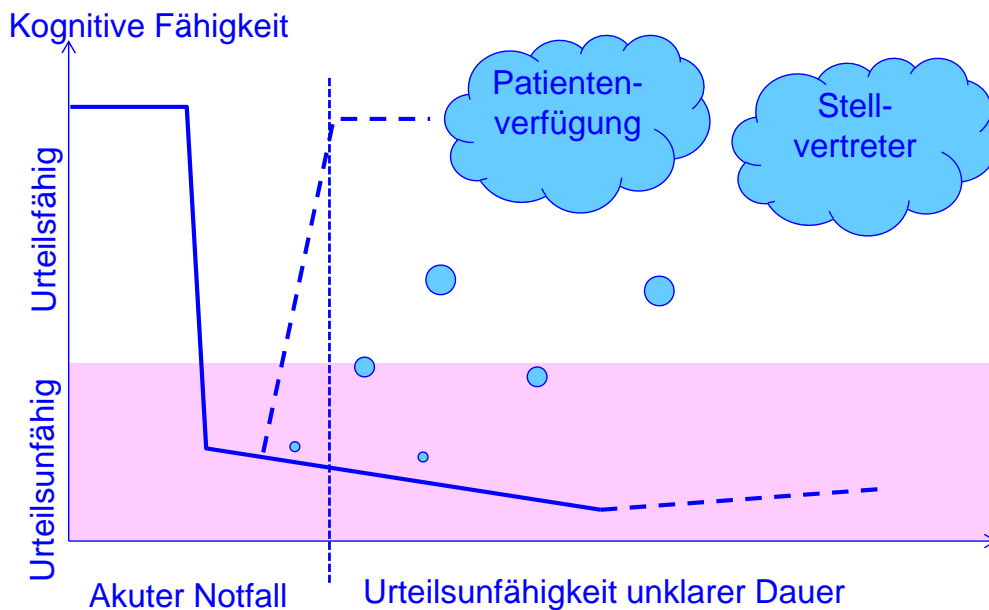 Kognitive Fähigkeit
Patienten-
verfügung
Stell-
vertreter
Urteilsfähig
Urteilsunfähig
Akuter Notfall
Urteilsunfähigkeit unklarer Dauer